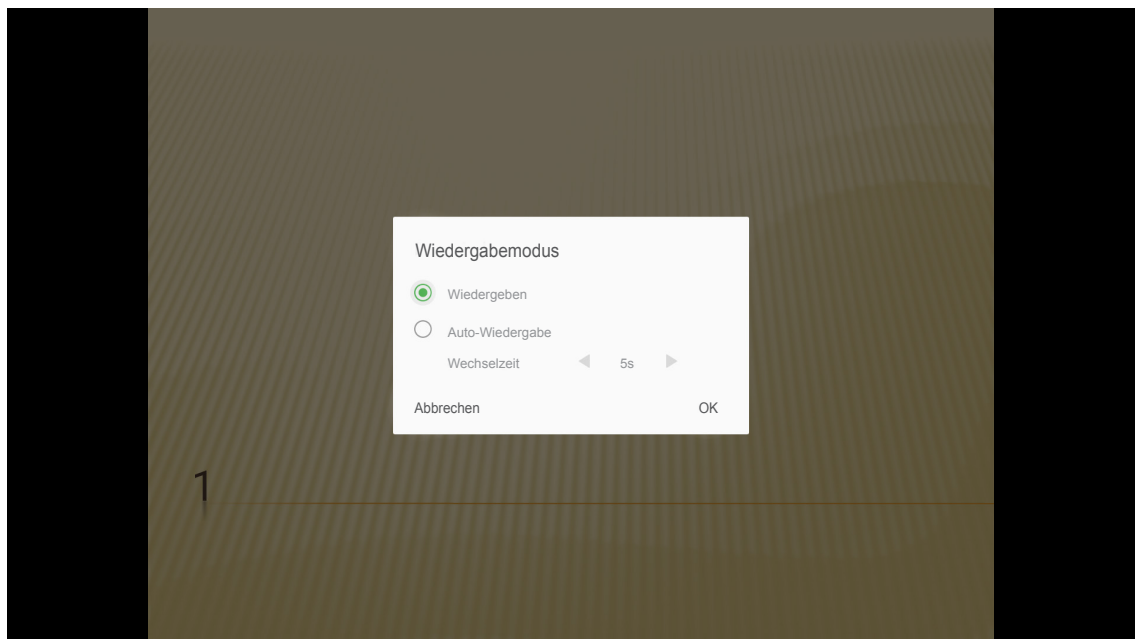 Wiedergabemodus
Wiedergeben
Auto-Wiedergabe
Wechselzeit 5s
Abbrechen OK
1